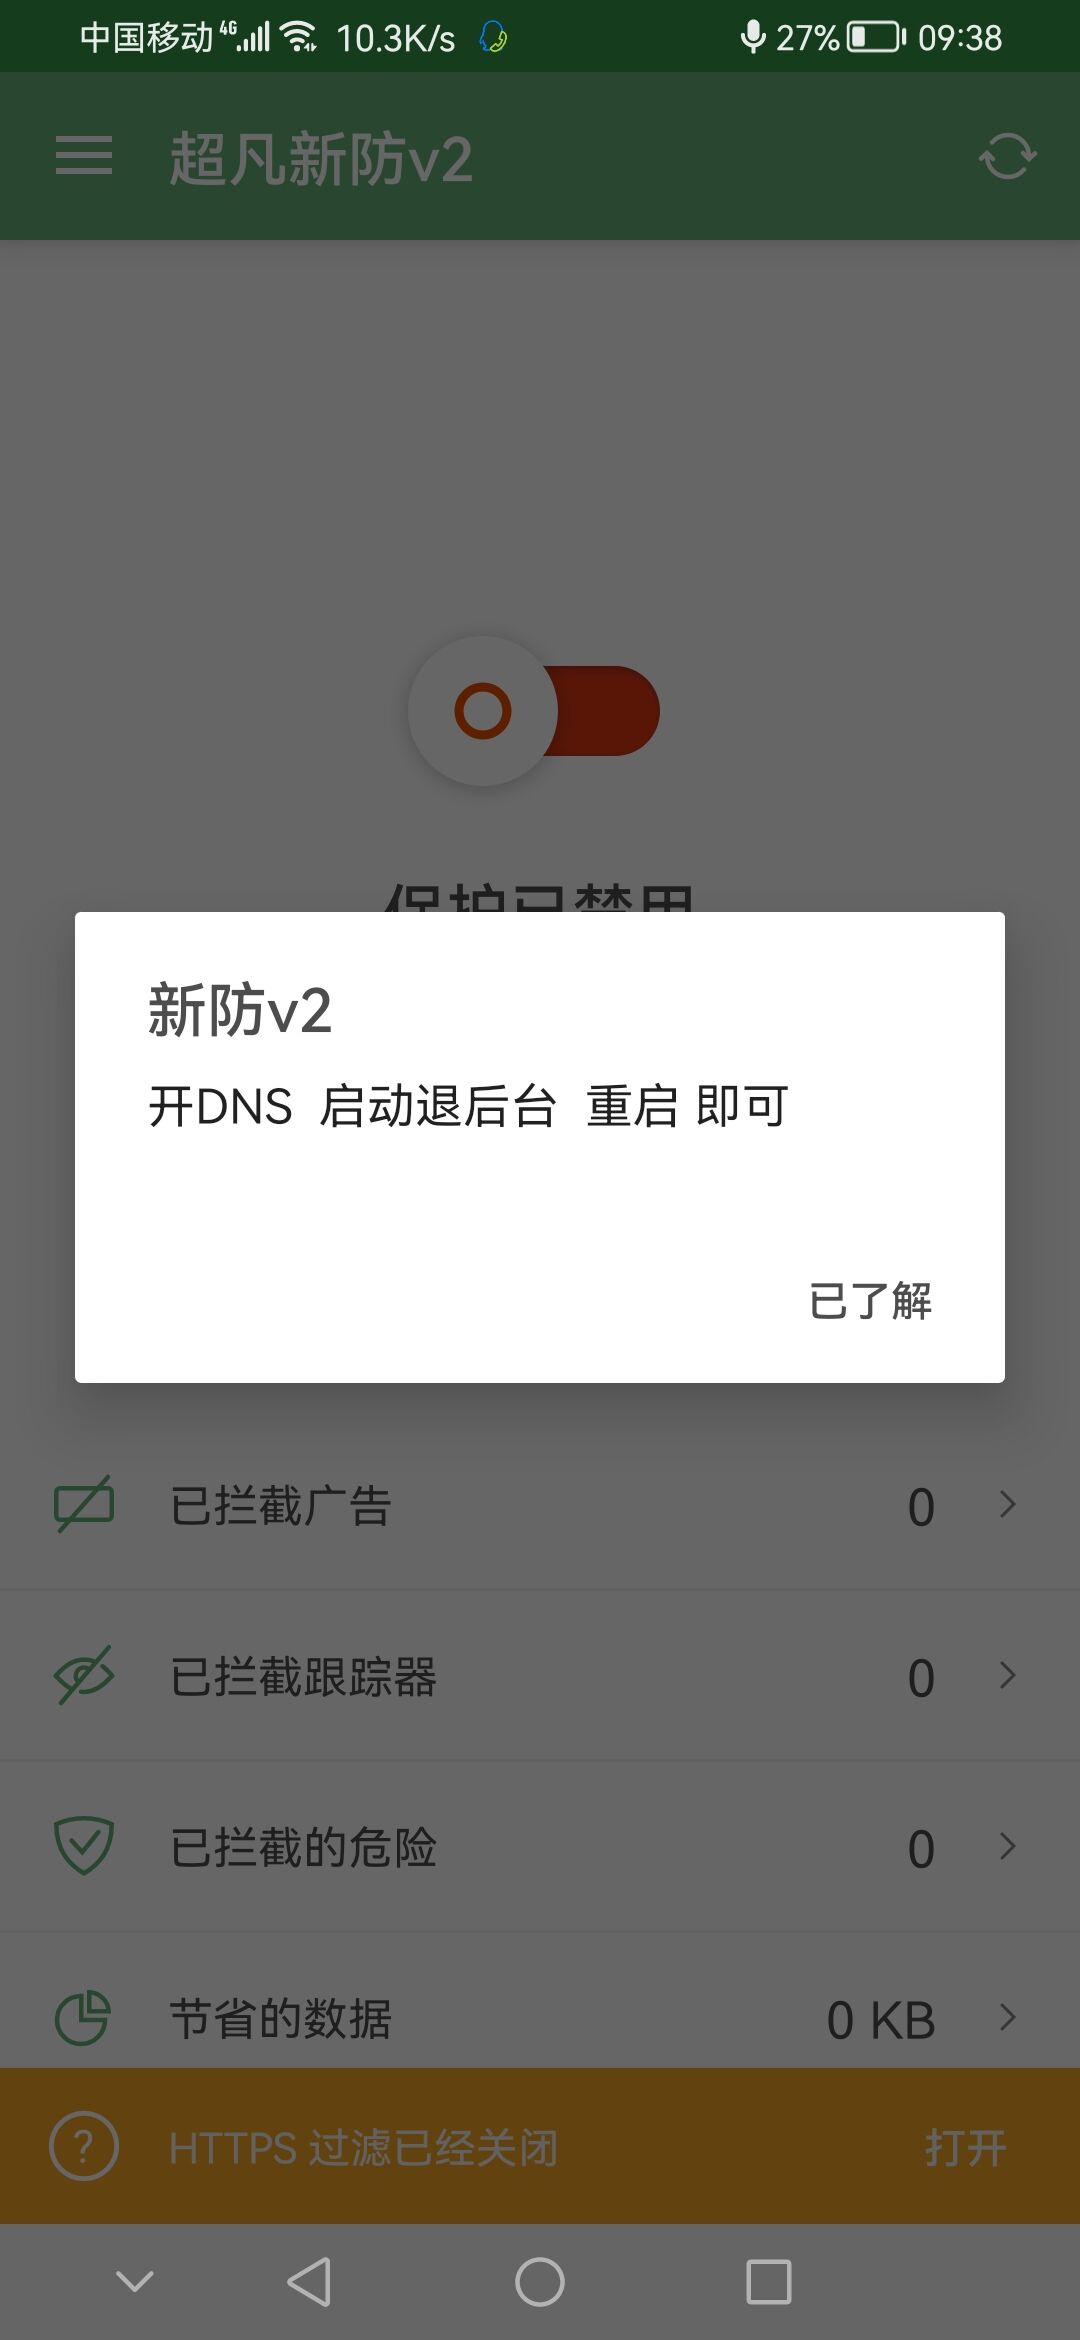 中国移动 4G 10.3K/s 27% 09:38
超凡新防v2
保护已禁用
新防v2
开DNS 启动退后台 重启 即可
已了解
已拦截广告 0
已拦截跟踪器 0
已拦截的危险 0
节省的数据 0 KB
HTTPS 过滤已经关闭 打开